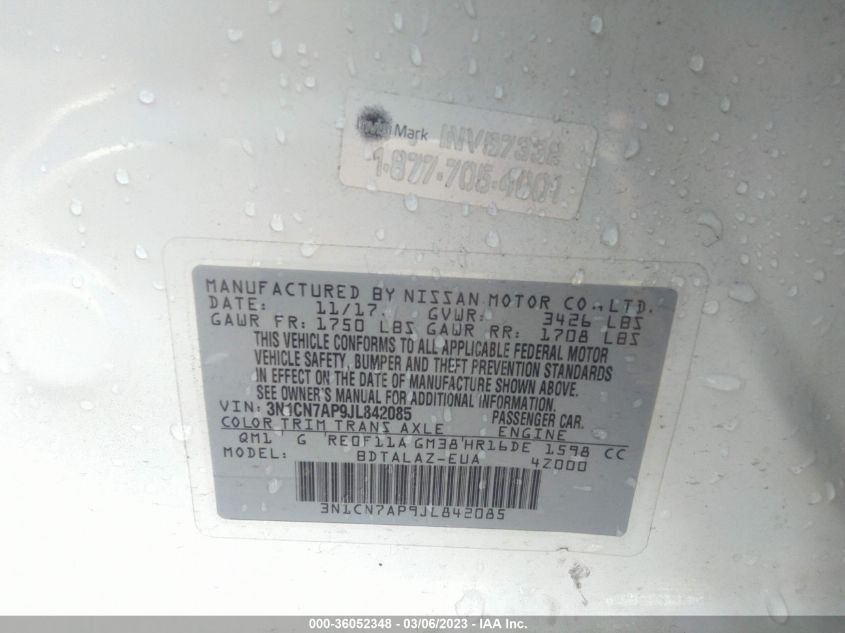 Mark INV67332
1-877-705-4601
MANUFACTURED BY NISSAN MOTOR CO.,LTD.
DATE: 11/17 GVWR: 3426 LBS
GAWR FR: 1750 LBS GAWR RR: 1708 LBS
THIS VEHICLE CONFORMS TO ALL APPLICABLE FEDERAL MOTOR
VEHICLE SAFETY, BUMPER AND THEFT PREVENTION STANDARDS
IN EFFECT ON THE DATE OF MANUFACTURE SHOWN ABOVE.
SEE OWNER'S MANUAL FOR ADDITIONAL INFORMATION.
VIN: 3N1CN7AP9JL842085 PASSENGER CAR.
COLOR TRIM TRANS AXLE ENGINE
QM1 G RE0F11A GM38 HR16DE 1598 CC
MODEL: BDTALAZ-EUA 4Z000
3N1CN7AP9JL842085
000-36052348 - 03/06/2023 - IAA Inc.